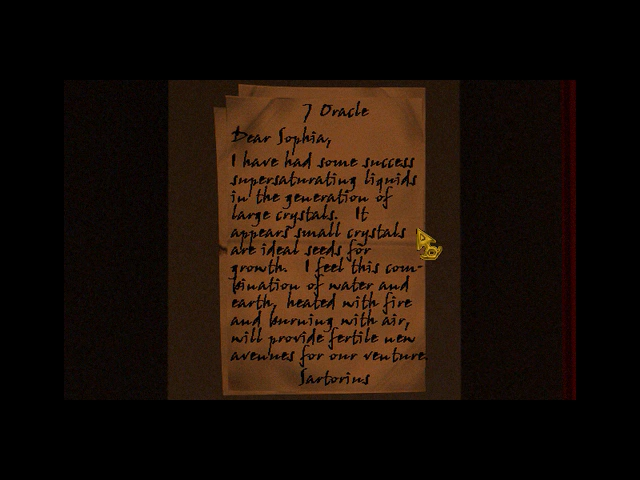 7 Oracle
Dear Sophia,
I have had some success
supersaturating liquids
in the generation of
large crystals. It
appears small crystals
are ideal seeds for
growth. I feel this com-
bination of water and
earth, heated with fire
and burning with air,
will provide fertile new
avenues for our venture.
Sartorius